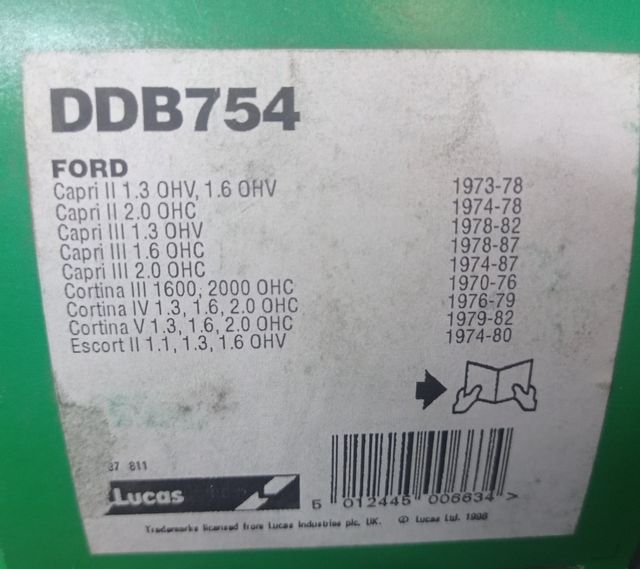 DDB754
FORD
Capri II 1.3 OHV, 1.6 OHV 1973-78
Capri II 2.0 OHC 1974-78
Capri III 1.3 OHV 1978-82
Capri III 1.6 OHC 1978-87
Capri III 2.0 OHC 1974-87
Cortina III 1600, 2000 OHC 1970-76
Cortina IV 1.3, 1.6, 2.0 OHC 1976-79
Cortina V 1.3, 1.6, 2.0 OHC 1979-82
Escort II 1.1, 1.3, 1.6 OHV 1974-80
37 811
Lucas
5 012445 006634 >
Trademarks licensed from Lucas Industries plc, UK. © Lucas Ltd.